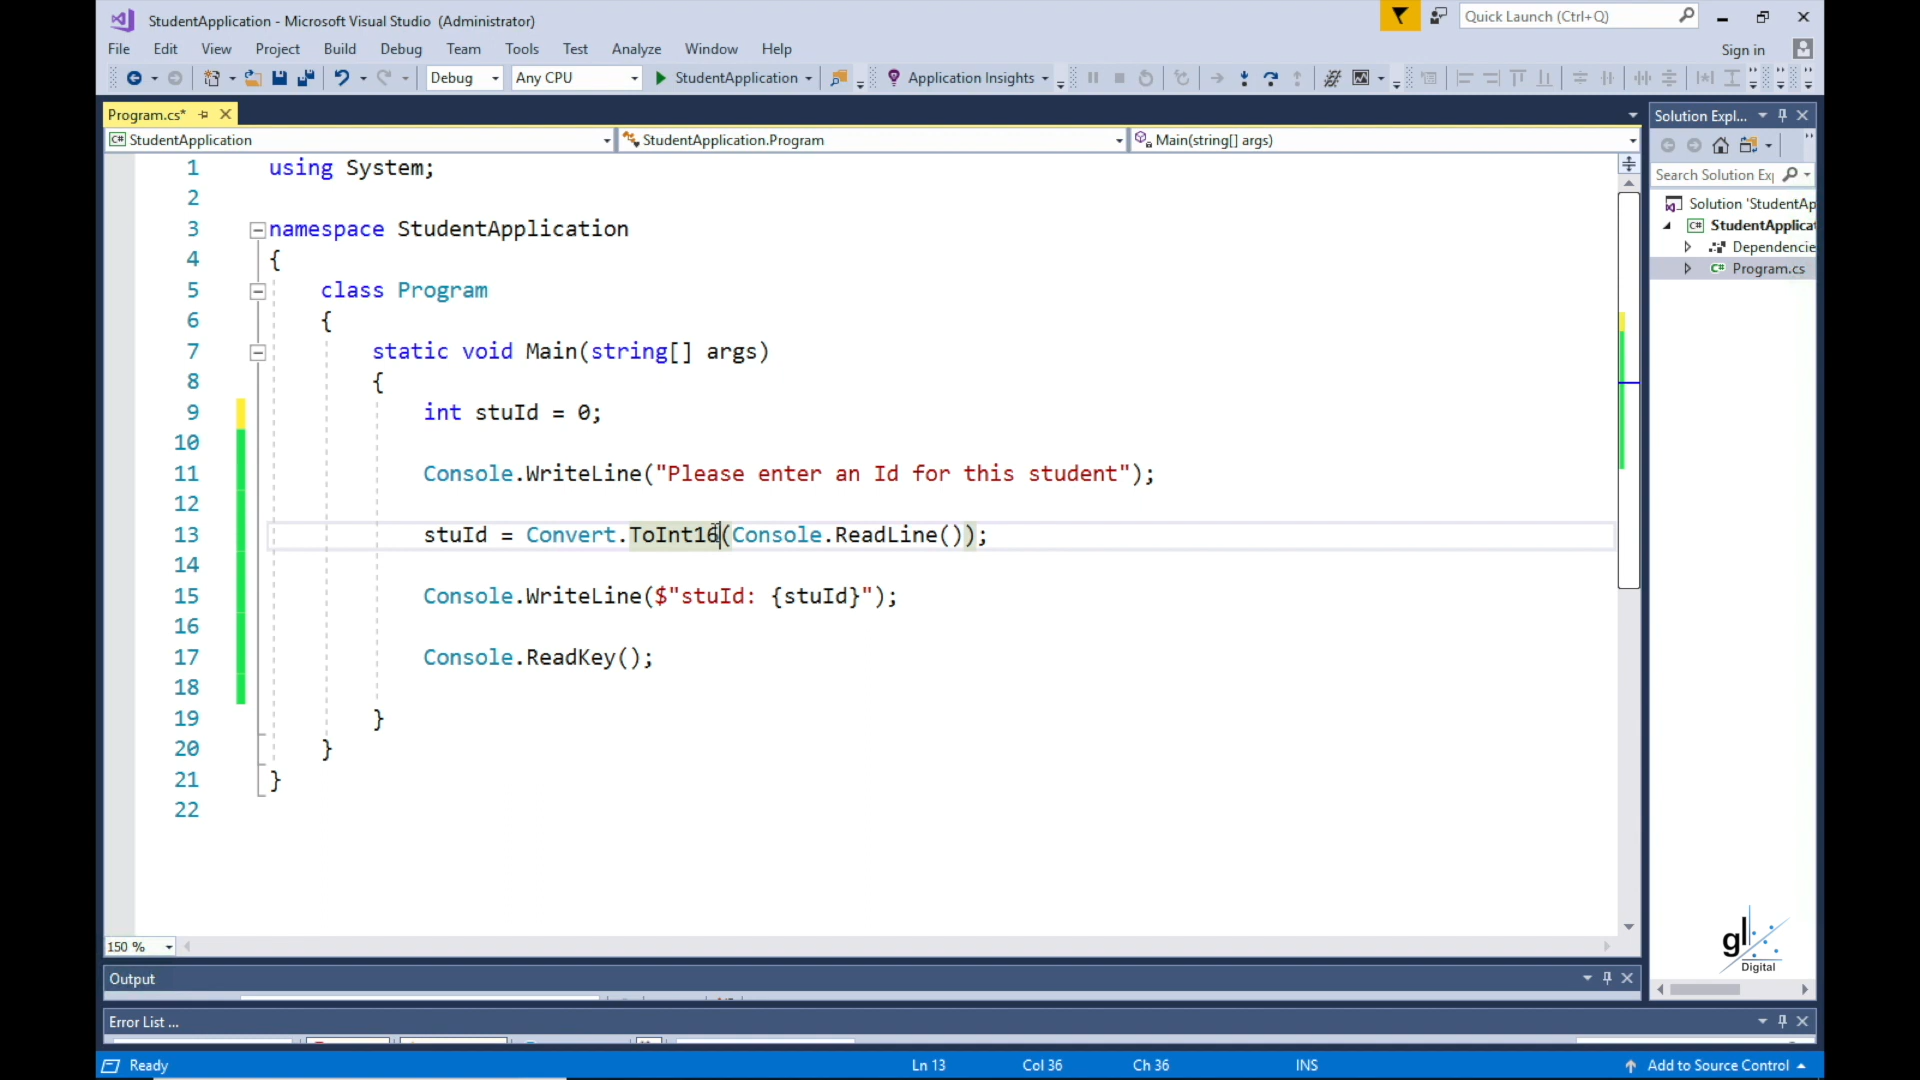 StudentApplication - Microsoft Visual Studio (Administrator)
Quick Launch (Ctrl+Q)
File Edit View Project Build Debug Team Tools Test Analyze Window Help
Sign in
Debug Any CPU StudentApplication Application Insights
Program.cs*
Solution Expl...
StudentApplication StudentApplication.Program Main(string[] args)
Search Solution Exp
Solution 'StudentAp
StudentApplica
Dependencie
Program.cs
1 using System;
2
3 namespace StudentApplication
4 {
5 class Program
6 {
7 static void Main(string[] args)
8 {
9 int stuId = 0;
10
11 Console.WriteLine("Please enter an Id for this student");
12
13 stuId = Convert.ToInt16(Console.ReadLine());
14
15 Console.WriteLine($"stuId: {stuId}");
16
17 Console.ReadKey();
18
19 }
20 }
21 }
22
gl
Digital
150 %
Output
Error List ...
Ready Ln 13 Col 36 Ch 36 INS Add to Source Control